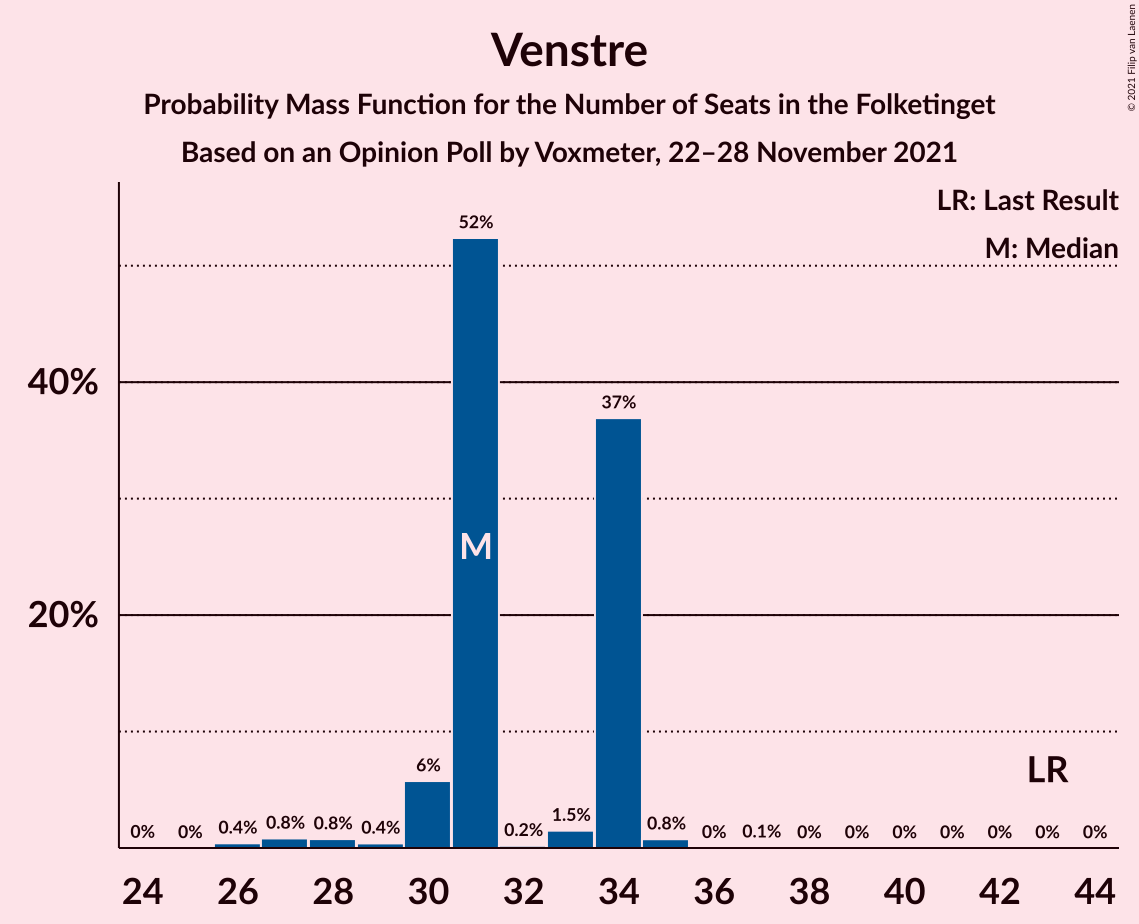 Venstre
Probability Mass Function for the Number of Seats in the Folketinget
Based on an Opinion Poll by Voxmeter, 22–28 November 2021
© 2021 Filip van Laenen
LR: Last Result
M: Median
52%
40%
37%
M
20%
LR
6%
1.5%
0% 0% 0.4% 0.8% 0.8% 0.4% 0.2% 0.8% 0% 0.1% 0% 0% 0% 0% 0% 0% 0%
24 26 28 30 32 34 36 38 40 42 44